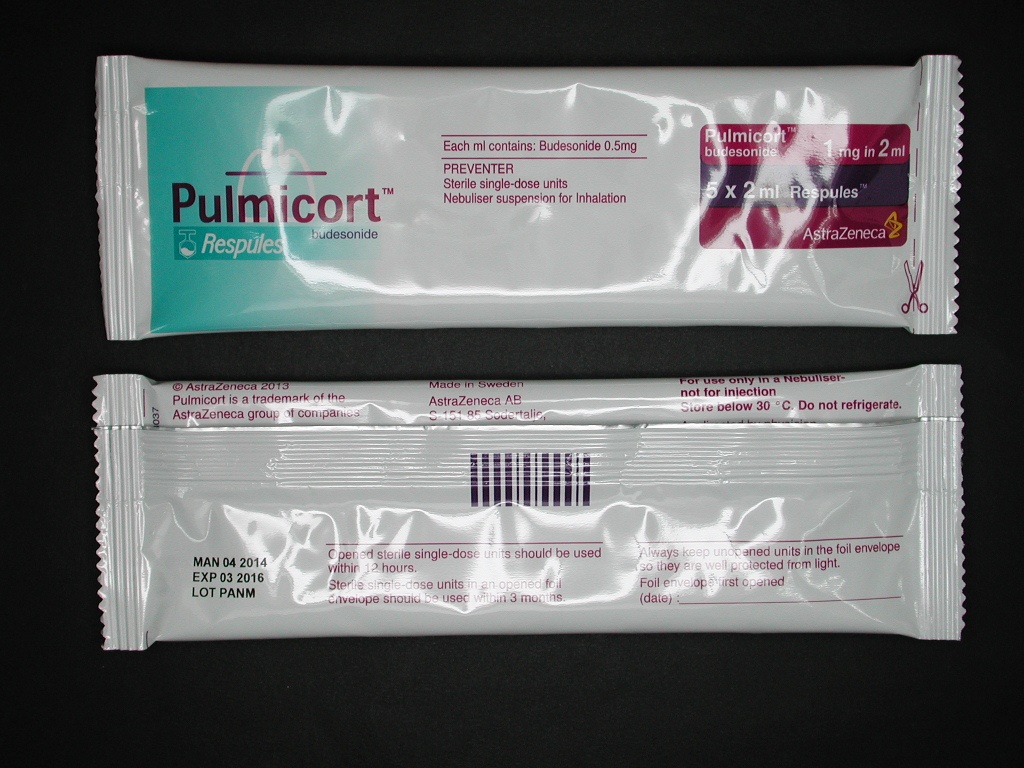 Pulmicort™
budesonide
Respules
Each ml contains: Budesonide 0.5mg
PREVENTER
Sterile single-dose units
Nebuliser suspension for Inhalation
Pulmicort™
budesonide
1 mg in 2 ml
5 x 2 ml Respules™
AstraZeneca
© AstraZeneca 2013
Pulmicort is a trademark of the
AstraZeneca group of companies
037
Made in Sweden
AstraZeneca AB
S-151 85 Sodertalje,
For use only in a Nebuliser-
not for injection
Store below 30 °C. Do not refrigerate.
MAN 04 2014
EXP 03 2016
LOT PANM
Opened sterile single-dose units should be used
within 12 hours.
Sterile single-dose units in an opened foil
envelope should be used within 3 months.
Always keep unopened units in the foil envelope
so they are well protected from light.
Foil envelope first opened
(date) :